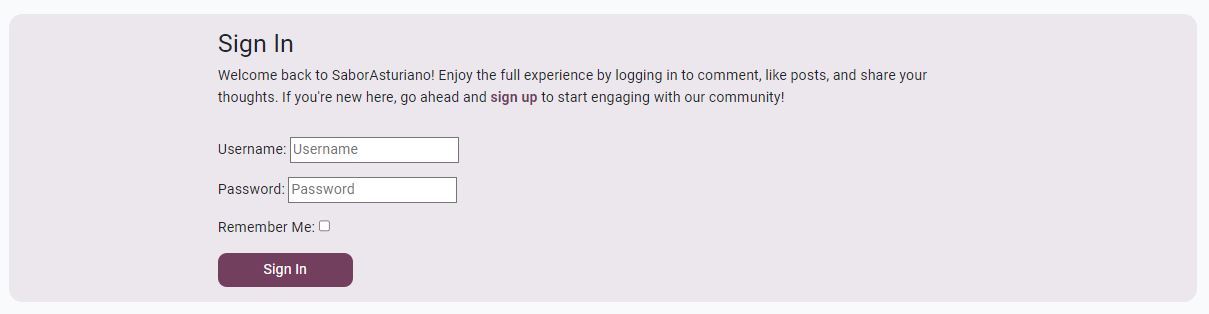 Sign In
Welcome back to SaborAsturiano! Enjoy the full experience by logging in to comment, like posts, and share your
thoughts. If you're new here, go ahead and sign up to start engaging with our community!
Username: Username
Password: Password
Remember Me:
Sign In